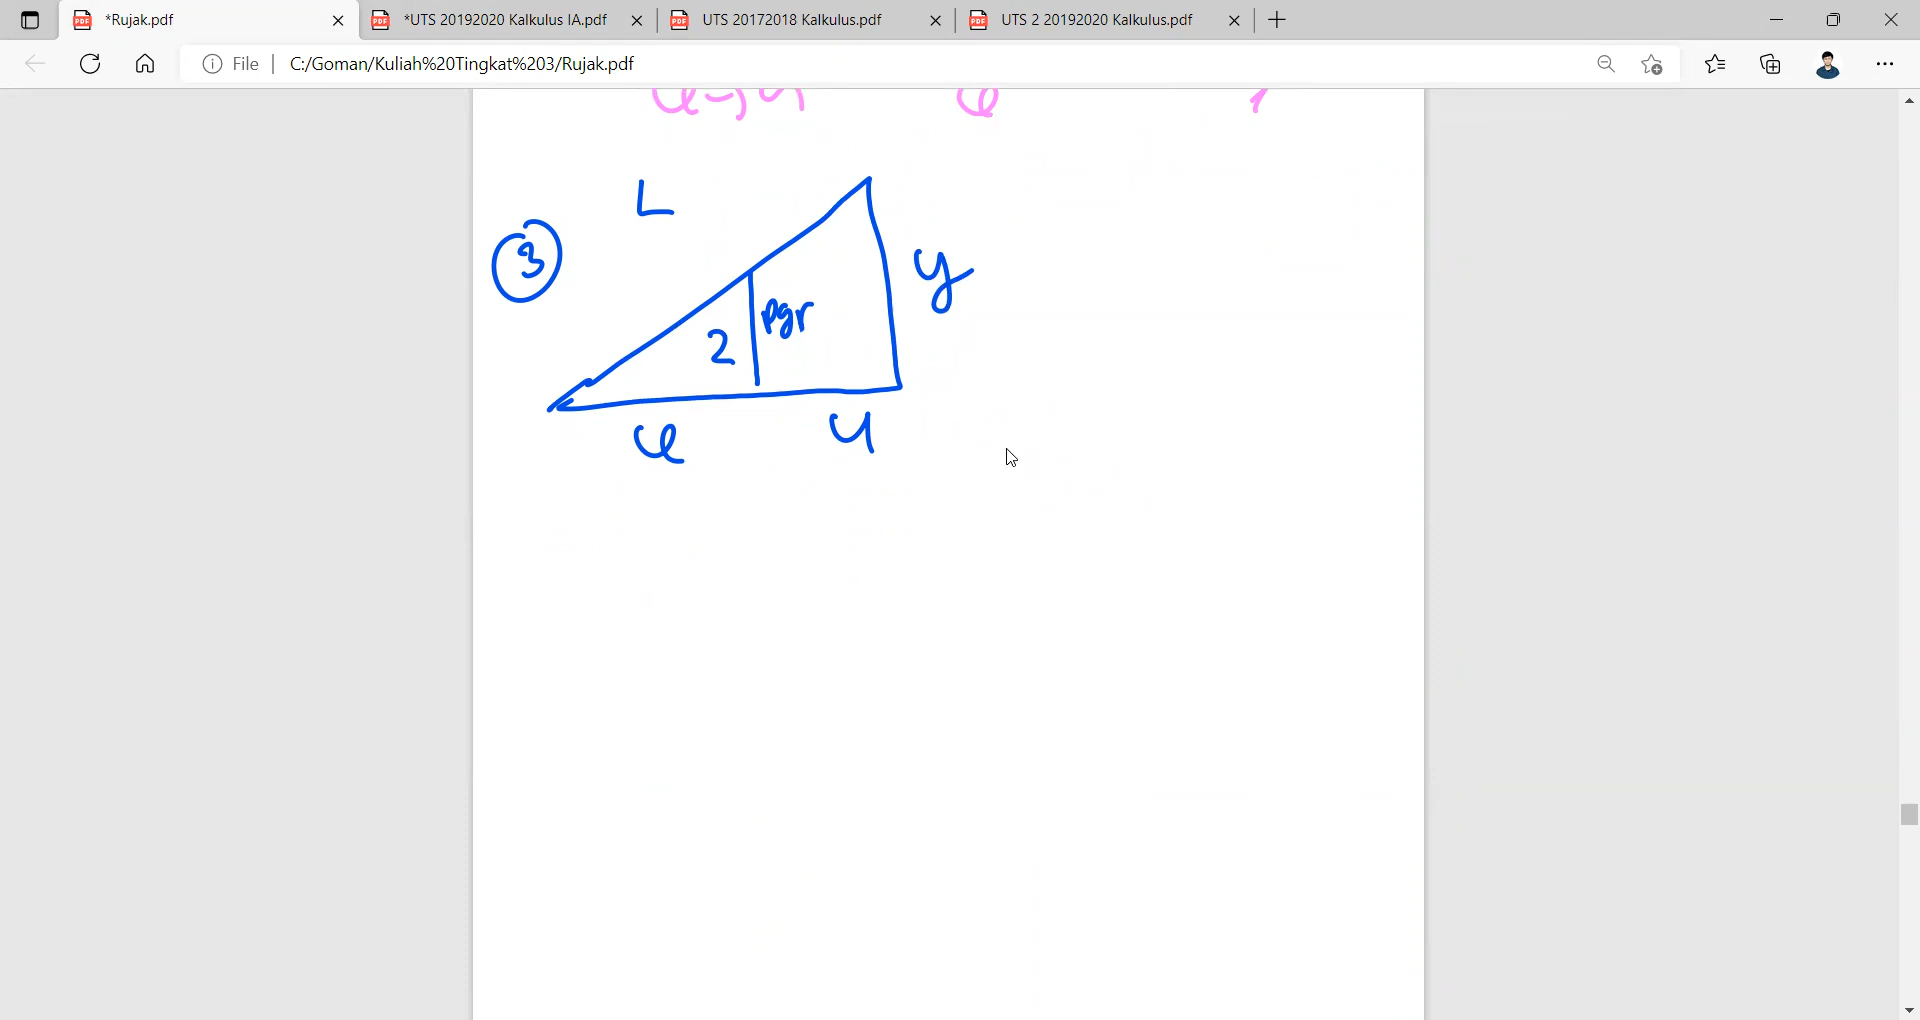 *Rujak.pdf
*UTS 20192020 Kalkulus IA.pdf
UTS 20172018 Kalkulus.pdf
UTS 2 20192020 Kalkulus.pdf
File
C:/Goman/Kuliah%20Tingkat%203/Rujak.pdf
L
3
y
pgr
2